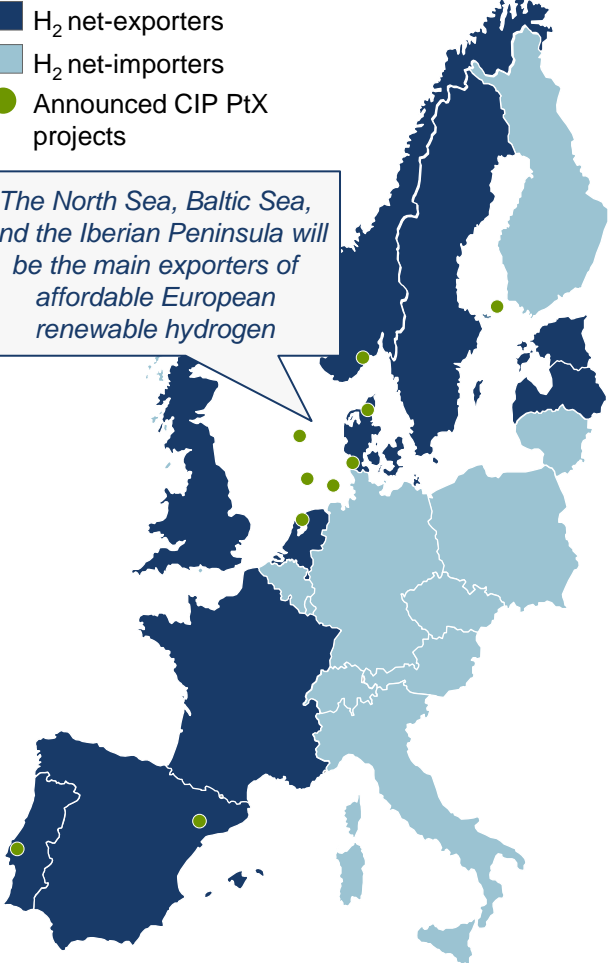 H₂ net-exporters
H₂ net-importers
Announced CIP PtX
projects
The North Sea, Baltic Sea,
nd the Iberian Peninsula will
be the main exporters of
affordable European
renewable hydrogen